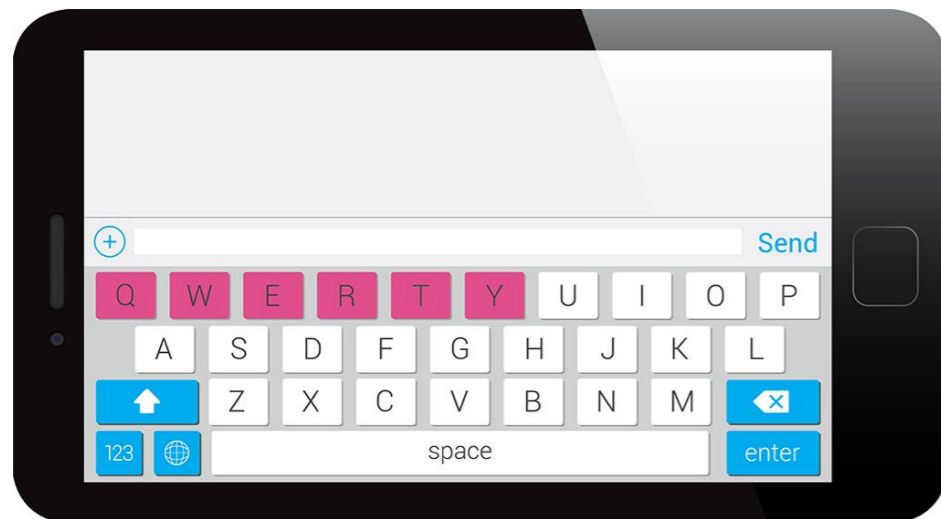 + Send
Q W E R T Y U I O P
A S D F G H J K L
Z X C V B N M
123 space enter